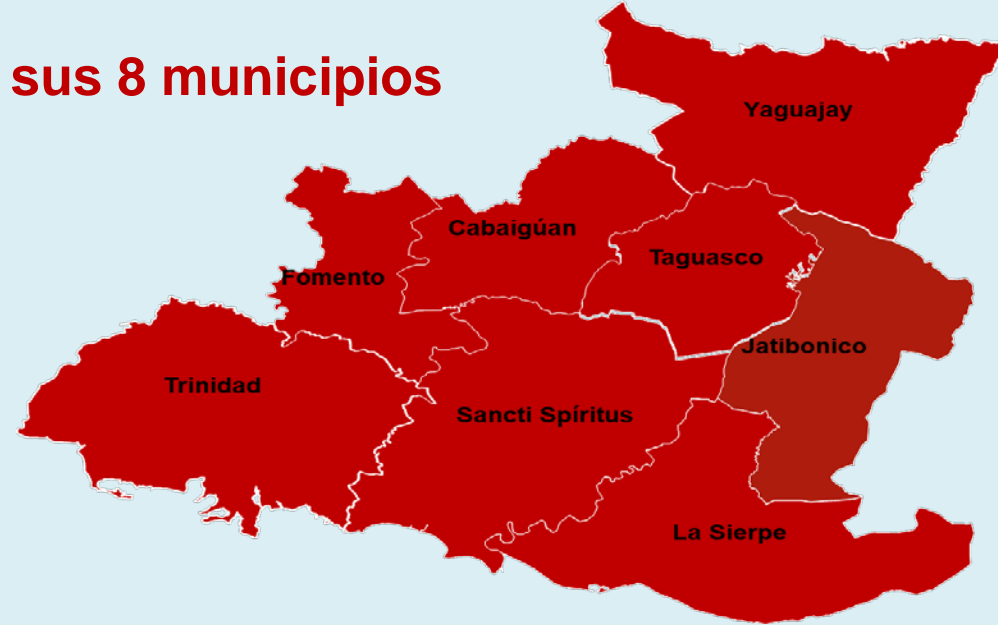 sus 8 municipios
Yaguajay
Cabaigúan
Taguasco
Fomento
Jatibonico
Trinidad
Sancti Spíritus
La Sierpe